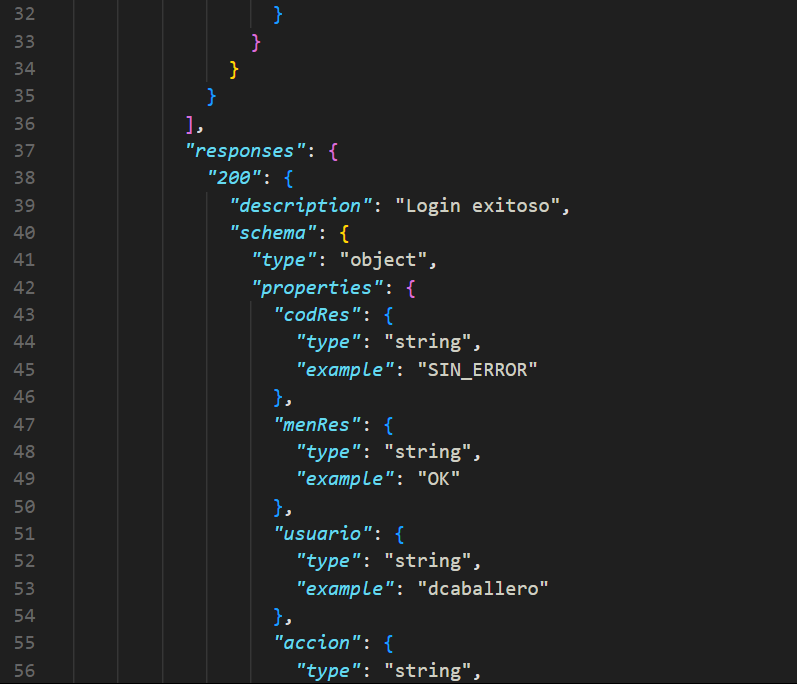 32 }
33 }
34 }
35 }
36 ],
37 "responses": {
38 "200": {
39 "description": "Login exitoso",
40 "schema": {
41 "type": "object",
42 "properties": {
43 "codRes": {
44 "type": "string",
45 "example": "SIN_ERROR"
46 },
47 "menRes": {
48 "type": "string",
49 "example": "OK"
50 },
51 "usuario": {
52 "type": "string",
53 "example": "dcaballero"
54 },
55 "accion": {
56 "type": "string",